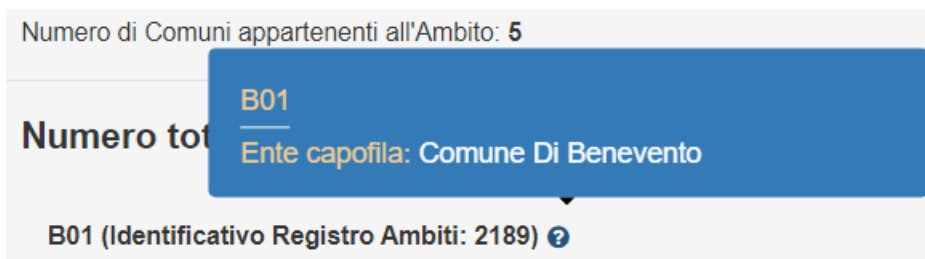 Numero di Comuni appartenenti all'Ambito: 5
B01
Numero
Ente capofila: Comune Di Benevento
B01 (Identificativo Registro Ambiti: 2189)